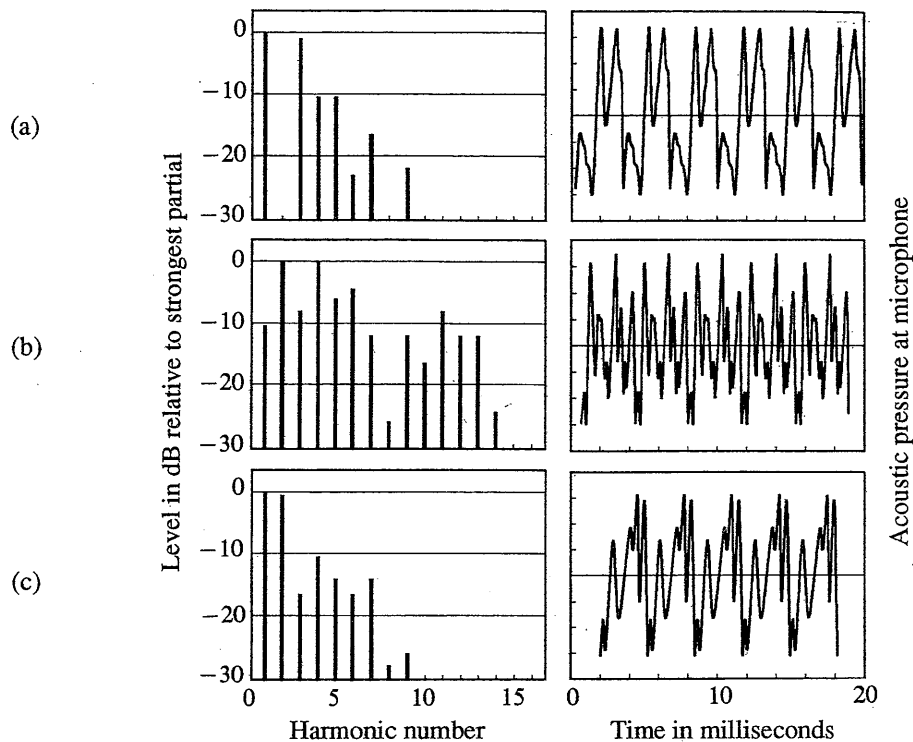 (a)
(b)
(c)
Level in dB relative to strongest partial
0
−10
−20
−30
0
−10
−20
−30
0
−10
−20
−30
0 5 10 15
Harmonic number
0 10 20
Time in milliseconds
Acoustic pressure at microphone